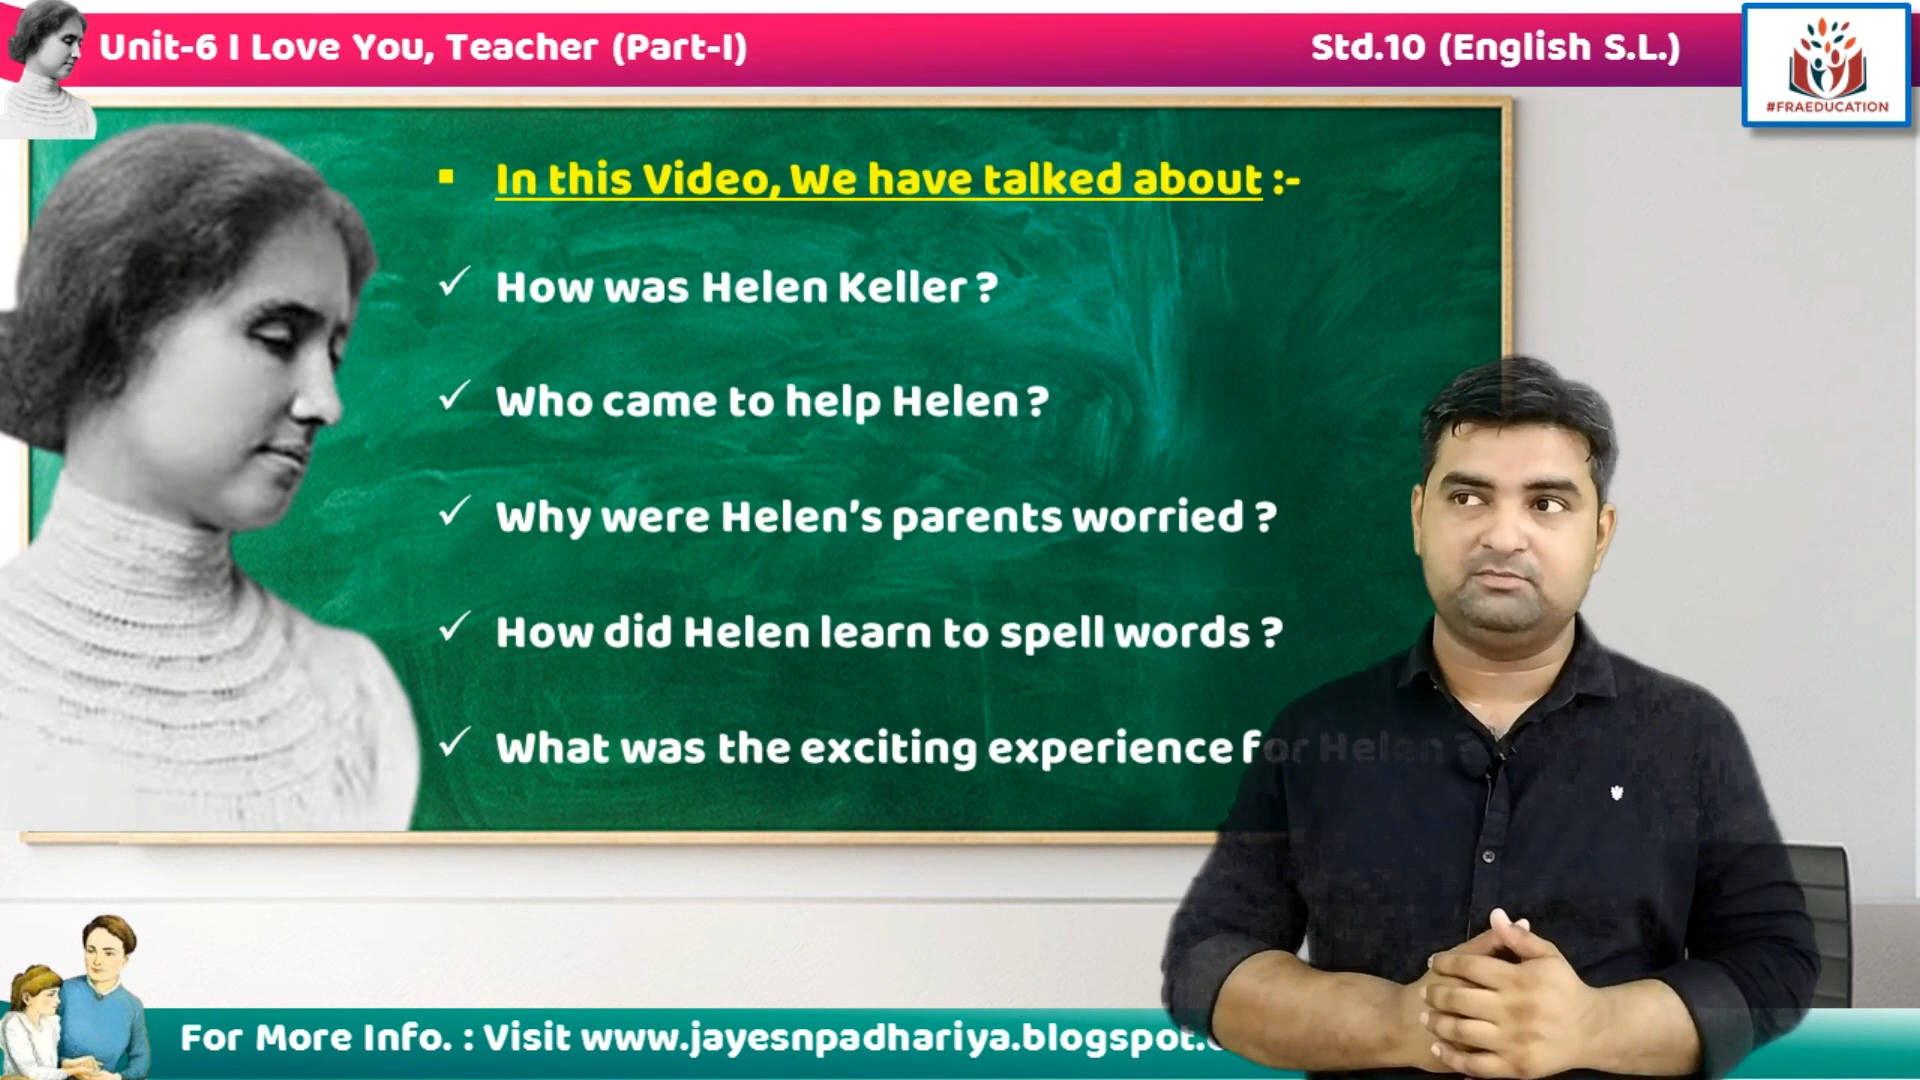 Unit-6 I Love You, Teacher (Part-I)
Std.10 (English S.L.)
#FRAEDUCATION
▪ In this Video, We have talked about :-
✓ How was Helen Keller ?
✓ Who came to help Helen ?
✓ Why were Helen's parents worried ?
✓ How did Helen learn to spell words ?
✓ What was the exciting experience for Helen ?
For More Info. : Visit www.jayesnpadhariya.blogspot.